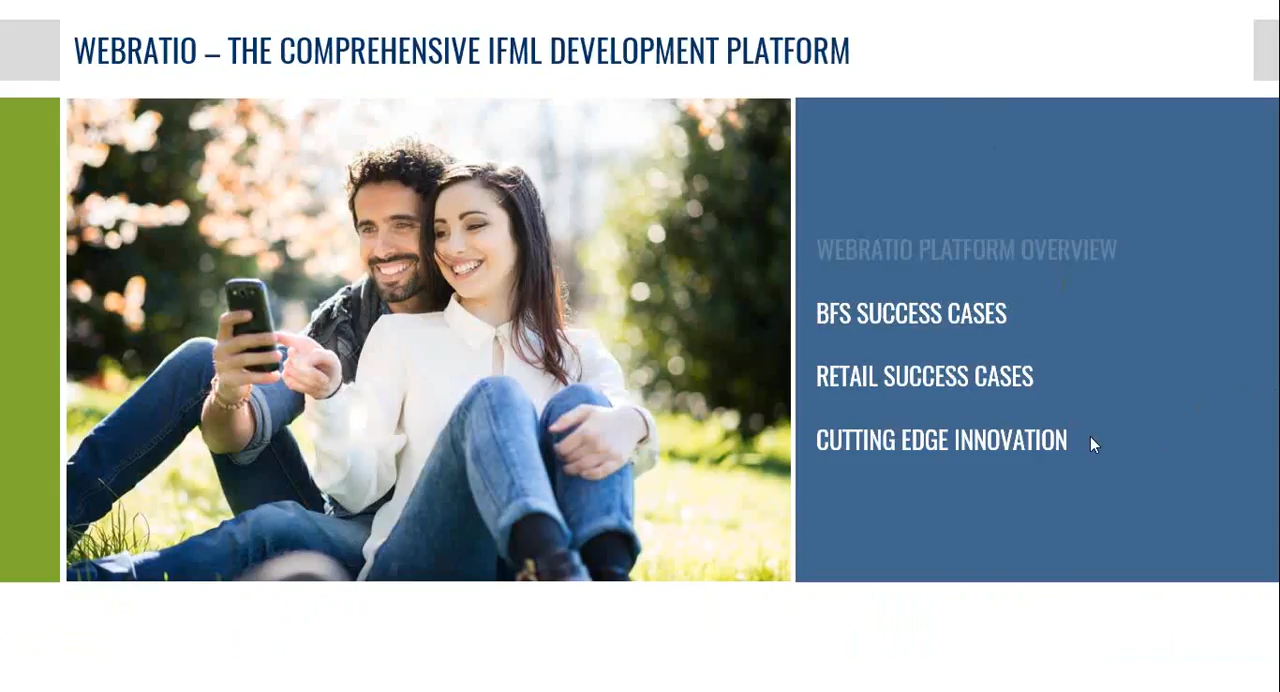 WEBRATIO – THE COMPREHENSIVE IFML DEVELOPMENT PLATFORM
WEBRATIO PLATFORM OVERVIEW
BFS SUCCESS CASES
RETAIL SUCCESS CASES
CUTTING EDGE INNOVATION